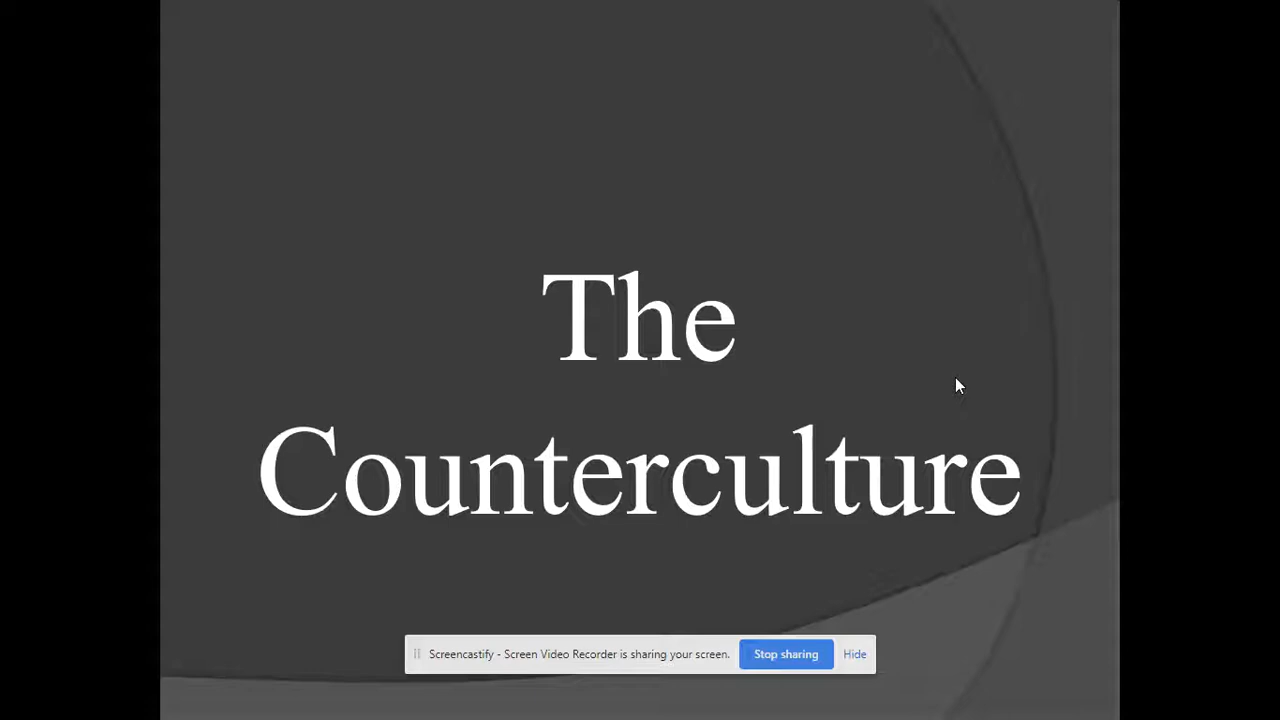 The
Counterculture
Screencastify - Screen Video Recorder is sharing your screen. Stop sharing Hide